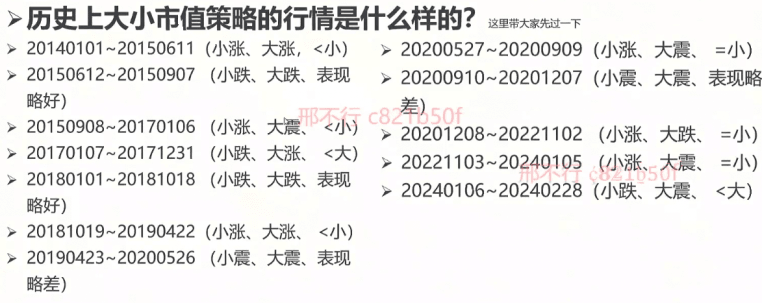 ➢历史上大小市值策略的行情是什么样的？ 这里带大家先过一下
➢ 20140101~20150611（小涨、大涨，<小）
➢ 20150612~20150907 （小跌、大跌、表现
略好）
➢ 20150908~20170106 （小涨、大震、 <小）
➢ 20170107~20171231 （小跌、大涨、 <大）
➢ 20180101~20181018 （小跌、大跌、表现
略好）
➢ 20181019~20190422（小涨、大涨、 <小）
➢ 20190423~20200526 （小震、大震、表现
略差）
➢ 20200527~20200909（小涨、大震、 =小）
➢ 20200910~20201207（小震、大震、表现略
差）
➢ 20201208~20221102 （小涨、大跌、 =小）
➢ 20221103~20240105 （小涨、大震、 =小）
➢ 20240106~20240228（小跌、大震、 <大）
邢不行 c821b50f
邢不行 c821b50f